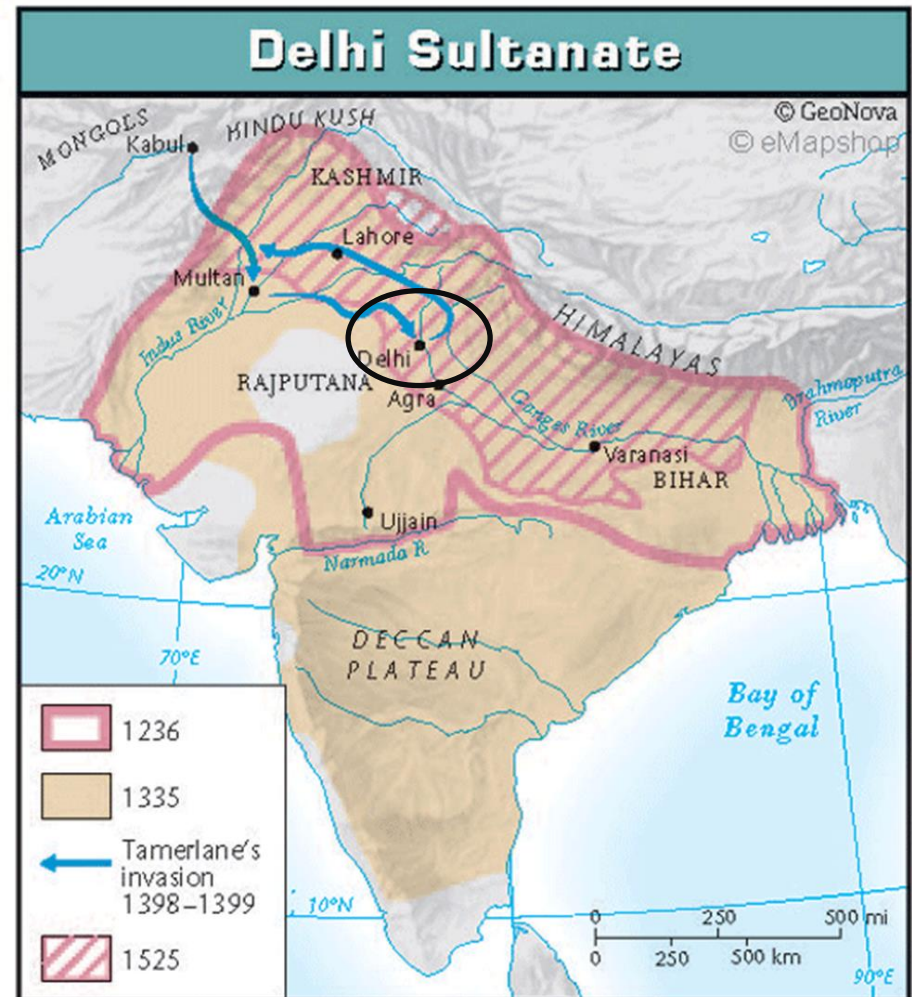 Delhi Sultanate
© GeoNova
© eMapshop
MONGOLS
HINDU KUSH
Kabul
KASHMIR
Lahore
Multan
Indus River
HIMALAYAS
Delhi
RAJPUTANA
Agra
Brahmaputra
River
Ganges River
Varanasi
BIHAR
Arabian
Sea
Ujjain
Narmada R
20°N
70°E
DECCAN
PLATEAU
Bay of
Bengal
1236
1335
Tamerlane's
invasion
1398–1399
1525
10°N
0 250 500 mi
0 250 500 km
90°E